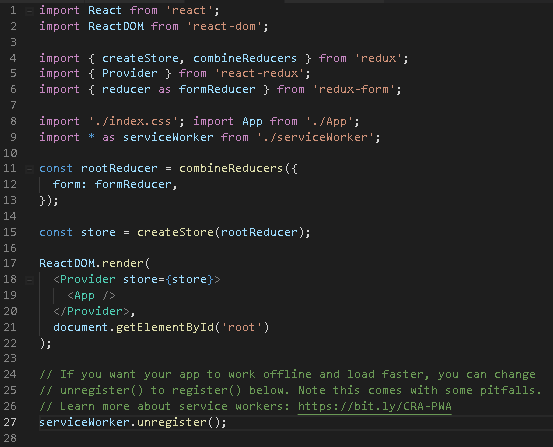 1 import React from 'react';
2 import ReactDOM from 'react-dom';
3
4 import { createStore, combineReducers } from 'redux';
5 import { Provider } from 'react-redux';
6 import { reducer as formReducer } from 'redux-form';
7
8 import './index.css'; import App from './App';
9 import * as serviceWorker from './serviceWorker';
10
11 const rootReducer = combineReducers({
12   form: formReducer,
13 });
14
15 const store = createStore(rootReducer);
16
17 ReactDOM.render(
18   <Provider store={store}>
19     <App />
20   </Provider>,
21   document.getElementById('root')
22 );
23
24 // If you want your app to work offline and load faster, you can change
25 // unregister() to register() below. Note this comes with some pitfalls.
26 // Learn more about service workers: https://bit.ly/CRA-PWA
27 serviceWorker.unregister();
28